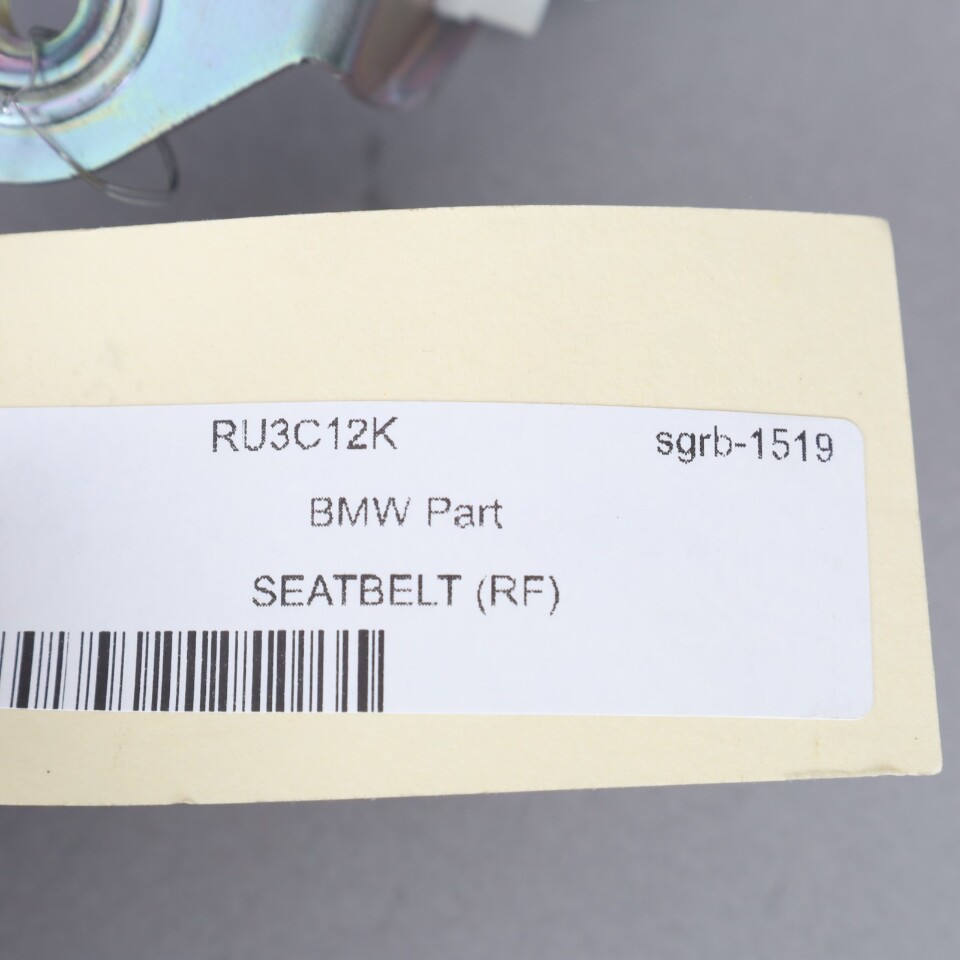 RU3C12K sgrb-1519
BMW Part
SEATBELT (RF)